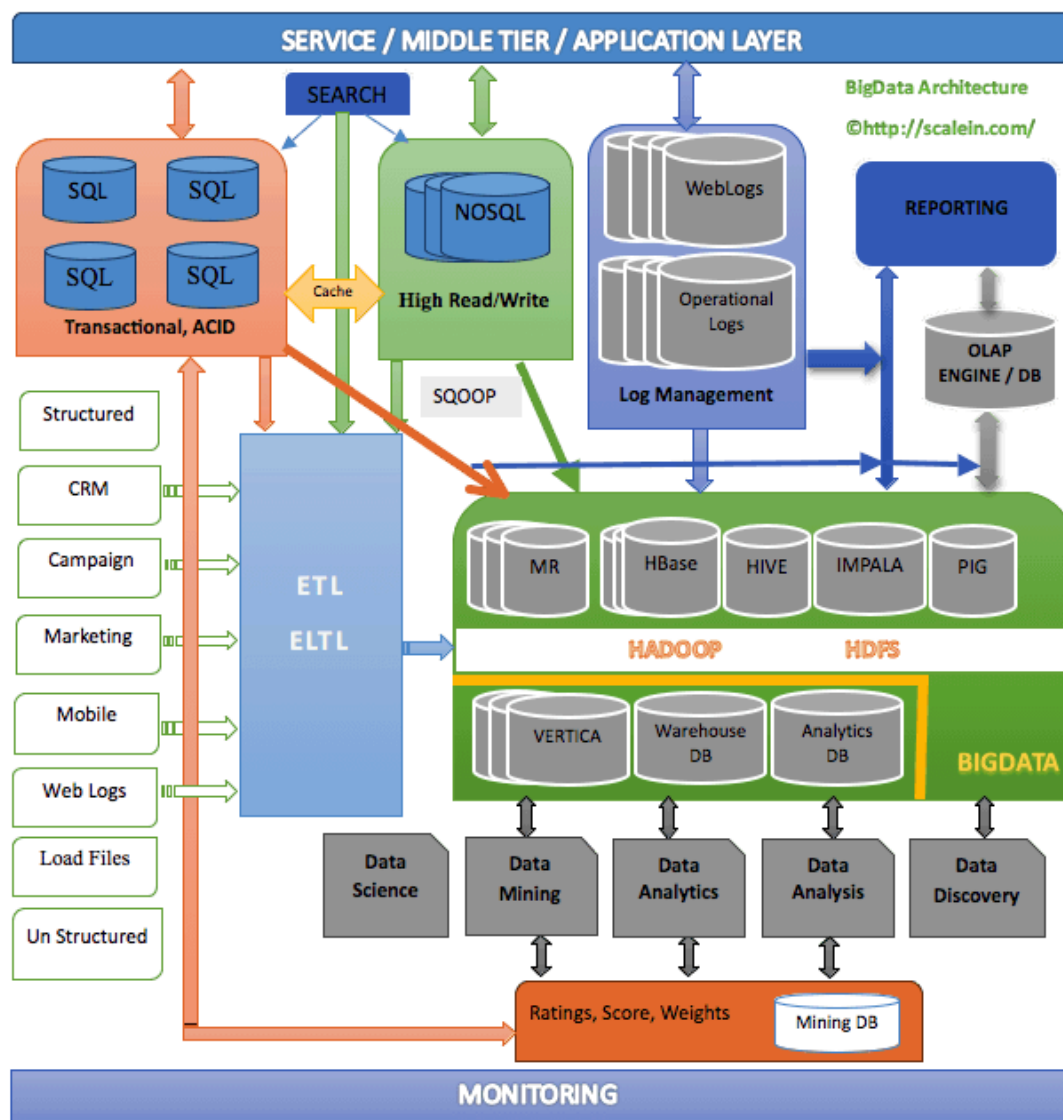 SERVICE / MIDDLE TIER / APPLICATION LAYER
SEARCH
BigData Architecture
©http://scalein.com/
SQL
SQL
SQL
SQL
Transactional, ACID
Cache
NOSQL
High Read/Write
WebLogs
Operational
Logs
Log Management
REPORTING
OLAP
ENGINE / DB
SQOOP
Structured
CRM
Campaign
Marketing
Mobile
Web Logs
Load Files
Un Structured
ETL
ELTL
MR
HBase
HIVE
IMPALA
PIG
HADOOP
HDFS
VERTICA
Warehouse
DB
Analytics
DB
BIGDATA
Data
Science
Data
Mining
Data
Analytics
Data
Analysis
Data
Discovery
Ratings, Score, Weights
Mining DB
MONITORING